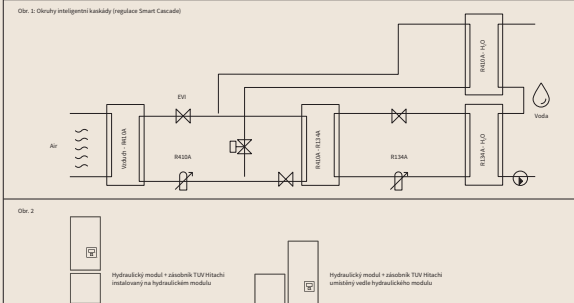 Obr. 1: Okruhy inteligentní kaskády (regulace Smart Cascade)
R410A - H₂O
EVI
Voda
Air
Vzduch - R410A
R410A - R134A
R134A - H₂O
R410A
R134A
Obr. 2
Hydraulický modul + zásobník TUV Hitachi
instalovaný na hydraulickém modulu
Hydraulický modul + zásobník TUV Hitachi
umístěný vedle hydraulického modulu